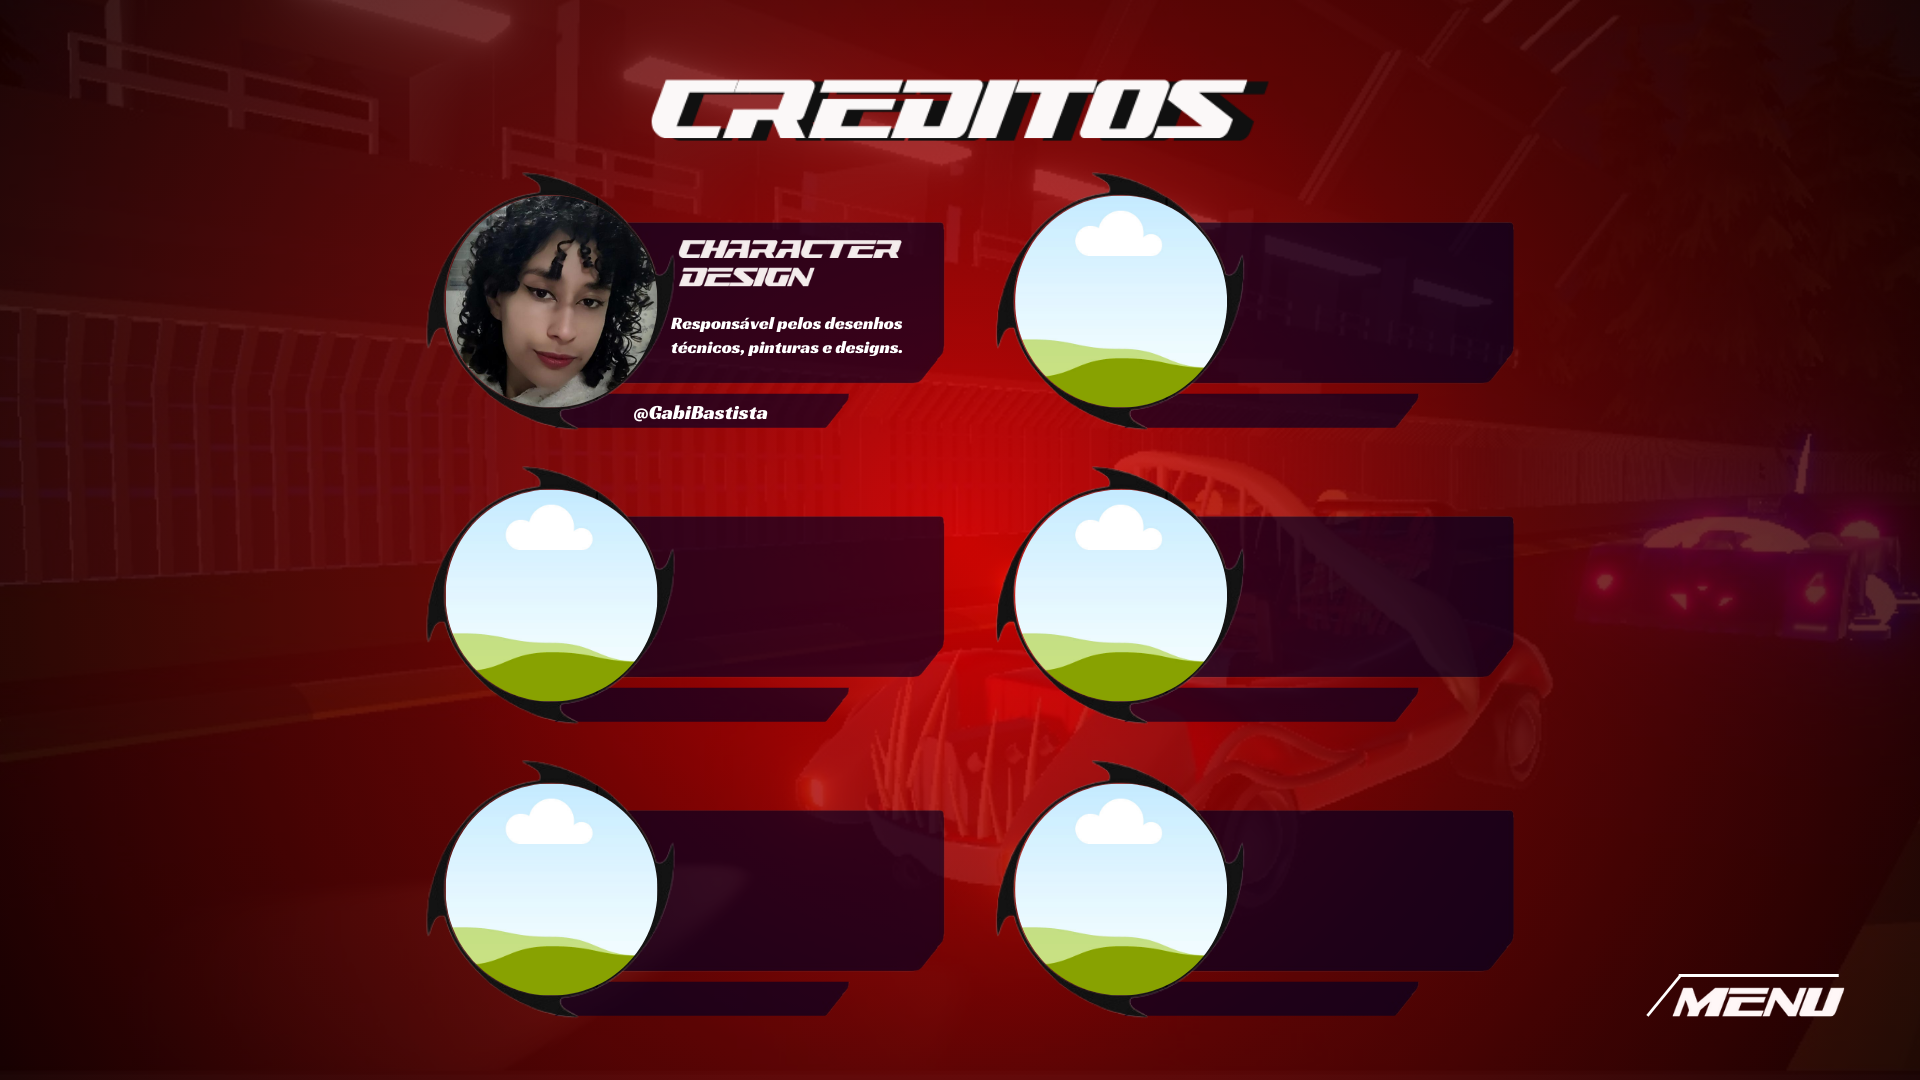 CREDITOS
CHARACTER
DESIGN
Responsável pelos desenhos
técnicos, pinturas e designs.
@GabiBastista
MENU